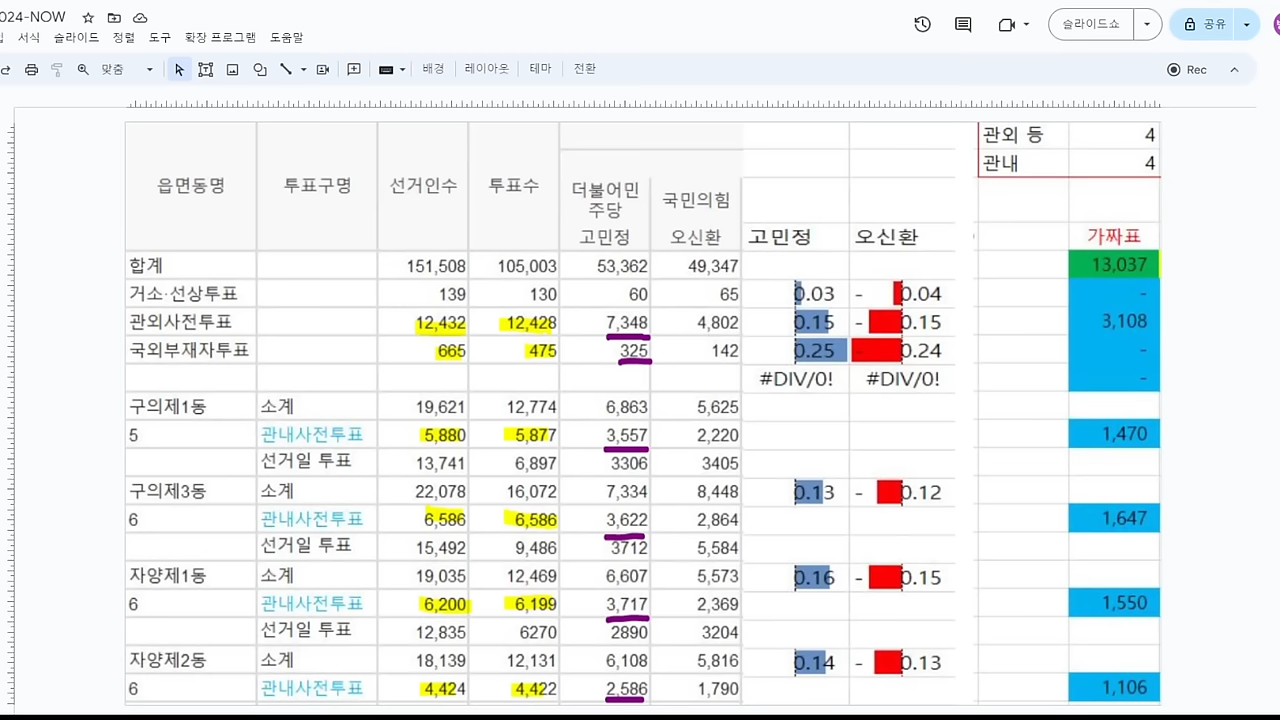 024-NOW
서식 슬라이드 정렬 도구 확장 프로그램 도움말
슬라이드쇼
공유
맞춤
배경 레이아웃 테마 전환
Rec
관외 등 4
관내 4
읍면동명 투표구명 선거인수 투표수 더불어민주당 고민정 국민의힘 오신환 고민정 오신환 가짜표
합계 151,508 105,003 53,362 49,347 13,037
거소·선상투표 139 130 60 65 0.03 - 0.04 -
관외사전투표 12,432 12,428 7,348 4,802 0.15 - 0.15 3,108
국외부재자투표 665 475 325 142 0.25 - 0.24 -
#DIV/0! #DIV/0! -
구의제1동 소계 19,621 12,774 6,863 5,625
5 관내사전투표 5,880 5,877 3,557 2,220 1,470
선거일 투표 13,741 6,897 3306 3405
구의제3동 소계 22,078 16,072 7,334 8,448 0.13 - 0.12
6 관내사전투표 6,586 6,586 3,622 2,864 1,647
선거일 투표 15,492 9,486 3712 5,584
자양제1동 소계 19,035 12,469 6,607 5,573 0.16 - 0.15
6 관내사전투표 6,200 6,199 3,717 2,369 1,550
선거일 투표 12,835 6270 2890 3204
자양제2동 소계 18,139 12,131 6,108 5,816 0.14 - 0.13
6 관내사전투표 4,424 4,422 2,586 1,790 1,106